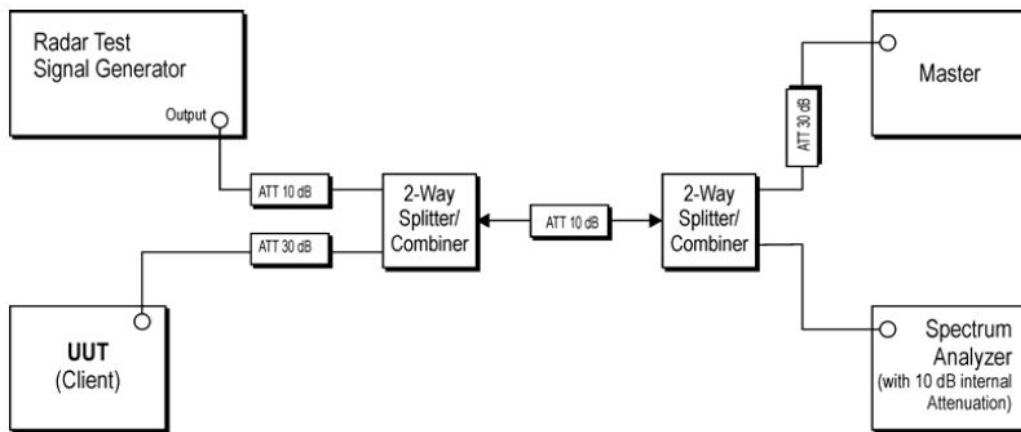 Radar Test
Signal Generator
Output
ATT 10 dB
ATT 30 dB
UUT
(Client)
2-Way
Splitter/
Combiner
ATT 10 dB
2-Way
Splitter/
Combiner
ATT 30 dB
Master
Spectrum
Analyzer
(with 10 dB internal
Attenuation)